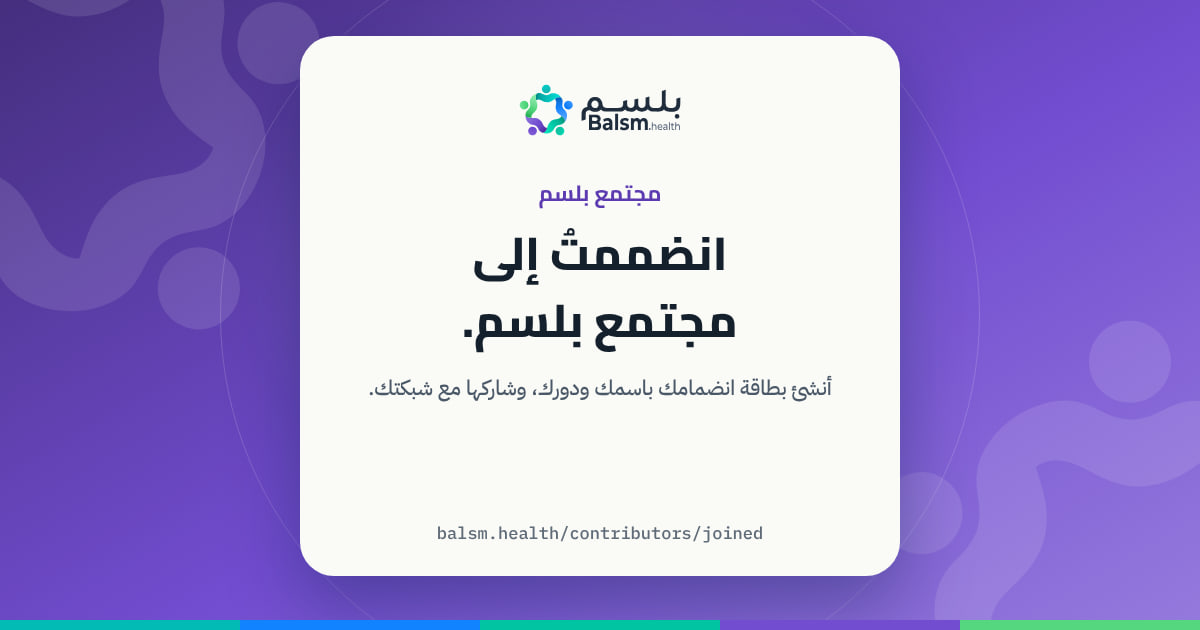 بلسم
Balsm.health
مجتمع بلسم
انضممتُ إلى
مجتمع بلسم.
أنشئ بطاقة انضمامك باسمك ودورك، وشاركها مع شبكتك.
balsm.health/contributors/joined